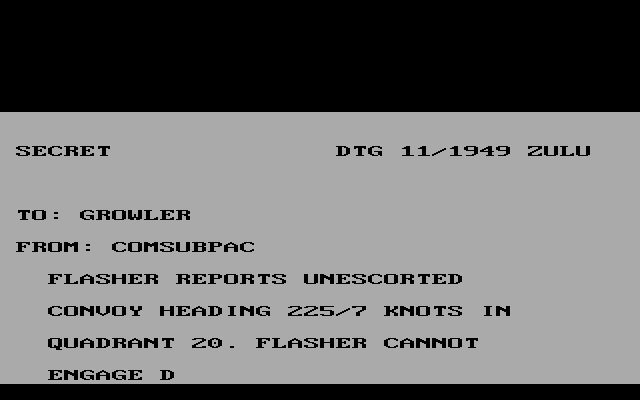 SECRET DTG 11/1949 ZULU
TO: GROWLER
FROM: COMSUBPAC
FLASHER REPORTS UNESCORTED
CONVOY HEADING 225/7 KNOTS IN
QUADRANT 20. FLASHER CANNOT
ENGAGE D